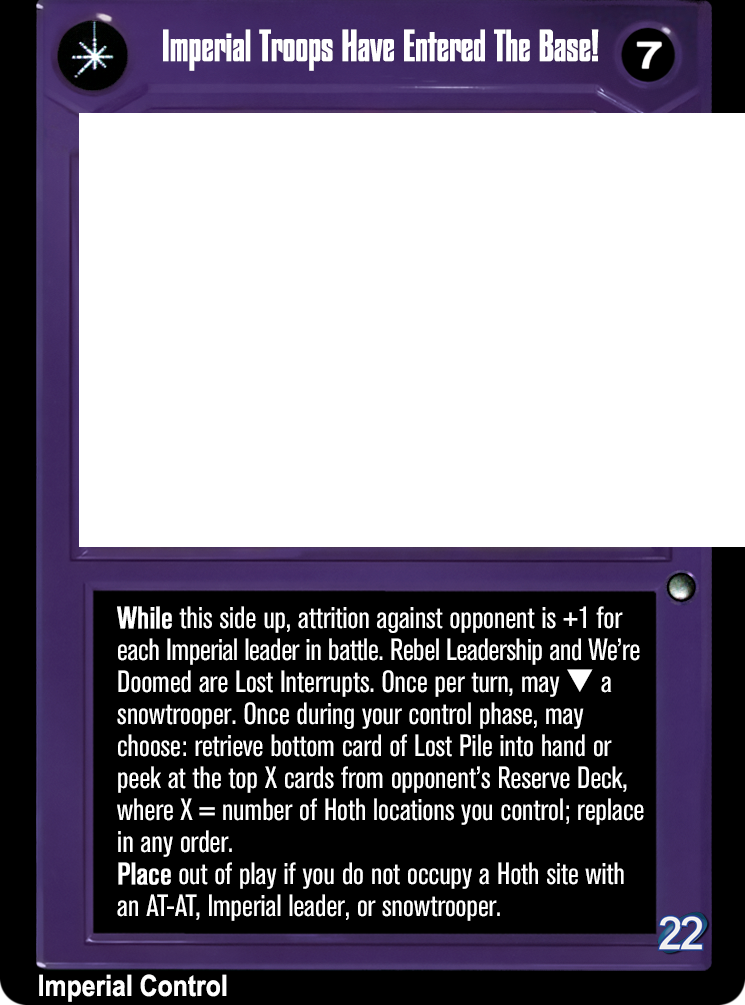 Imperial Troops Have Entered The Base!
7
While this side up, attrition against opponent is +1 for
each Imperial leader in battle. Rebel Leadership and We’re
Doomed are Lost Interrupts. Once per turn, may ▼ a
snowtrooper. Once during your control phase, may
choose: retrieve bottom card of Lost Pile into hand or
peek at the top X cards from opponent’s Reserve Deck,
where X = number of Hoth locations you control; replace
in any order.
Place out of play if you do not occupy a Hoth site with
an AT-AT, Imperial leader, or snowtrooper.
22
Imperial Control